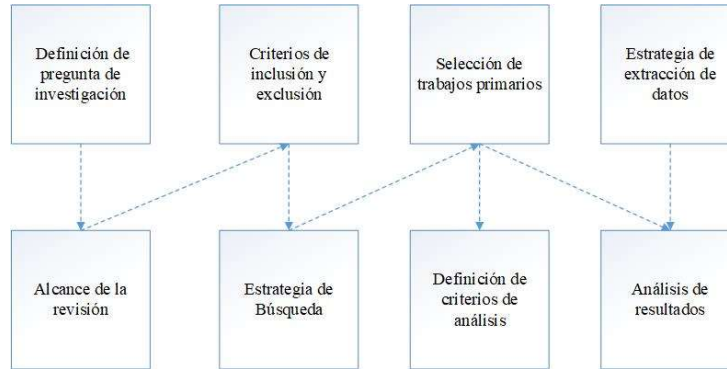 Definición de
pregunta de
investigación
Criterios de
inclusión y
exclusión
Selección de
trabajos primarios
Estrategia de
extracción de
datos
Alcance de la
revisión
Estrategia de
Búsqueda
Definición de
criterios de
análisis
Análisis de
resultados